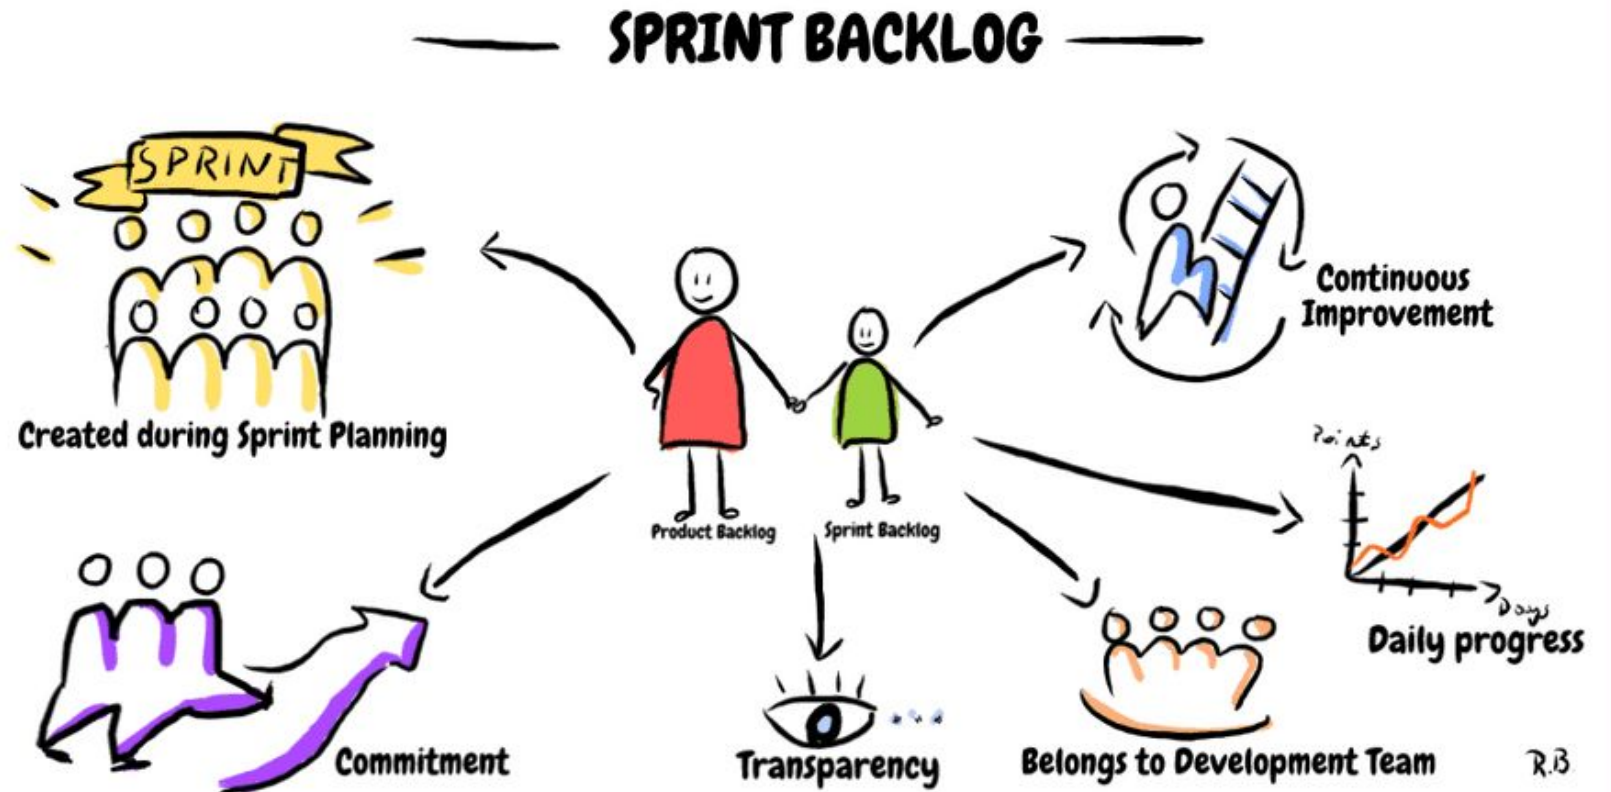 SPRINT BACKLOG
SPRINT
Created during Sprint Planning
Continuous
Improvement
Product Backlog
Sprint Backlog
Points
Days
Daily progress
Commitment
Transparency
Belongs to Development Team
R.B